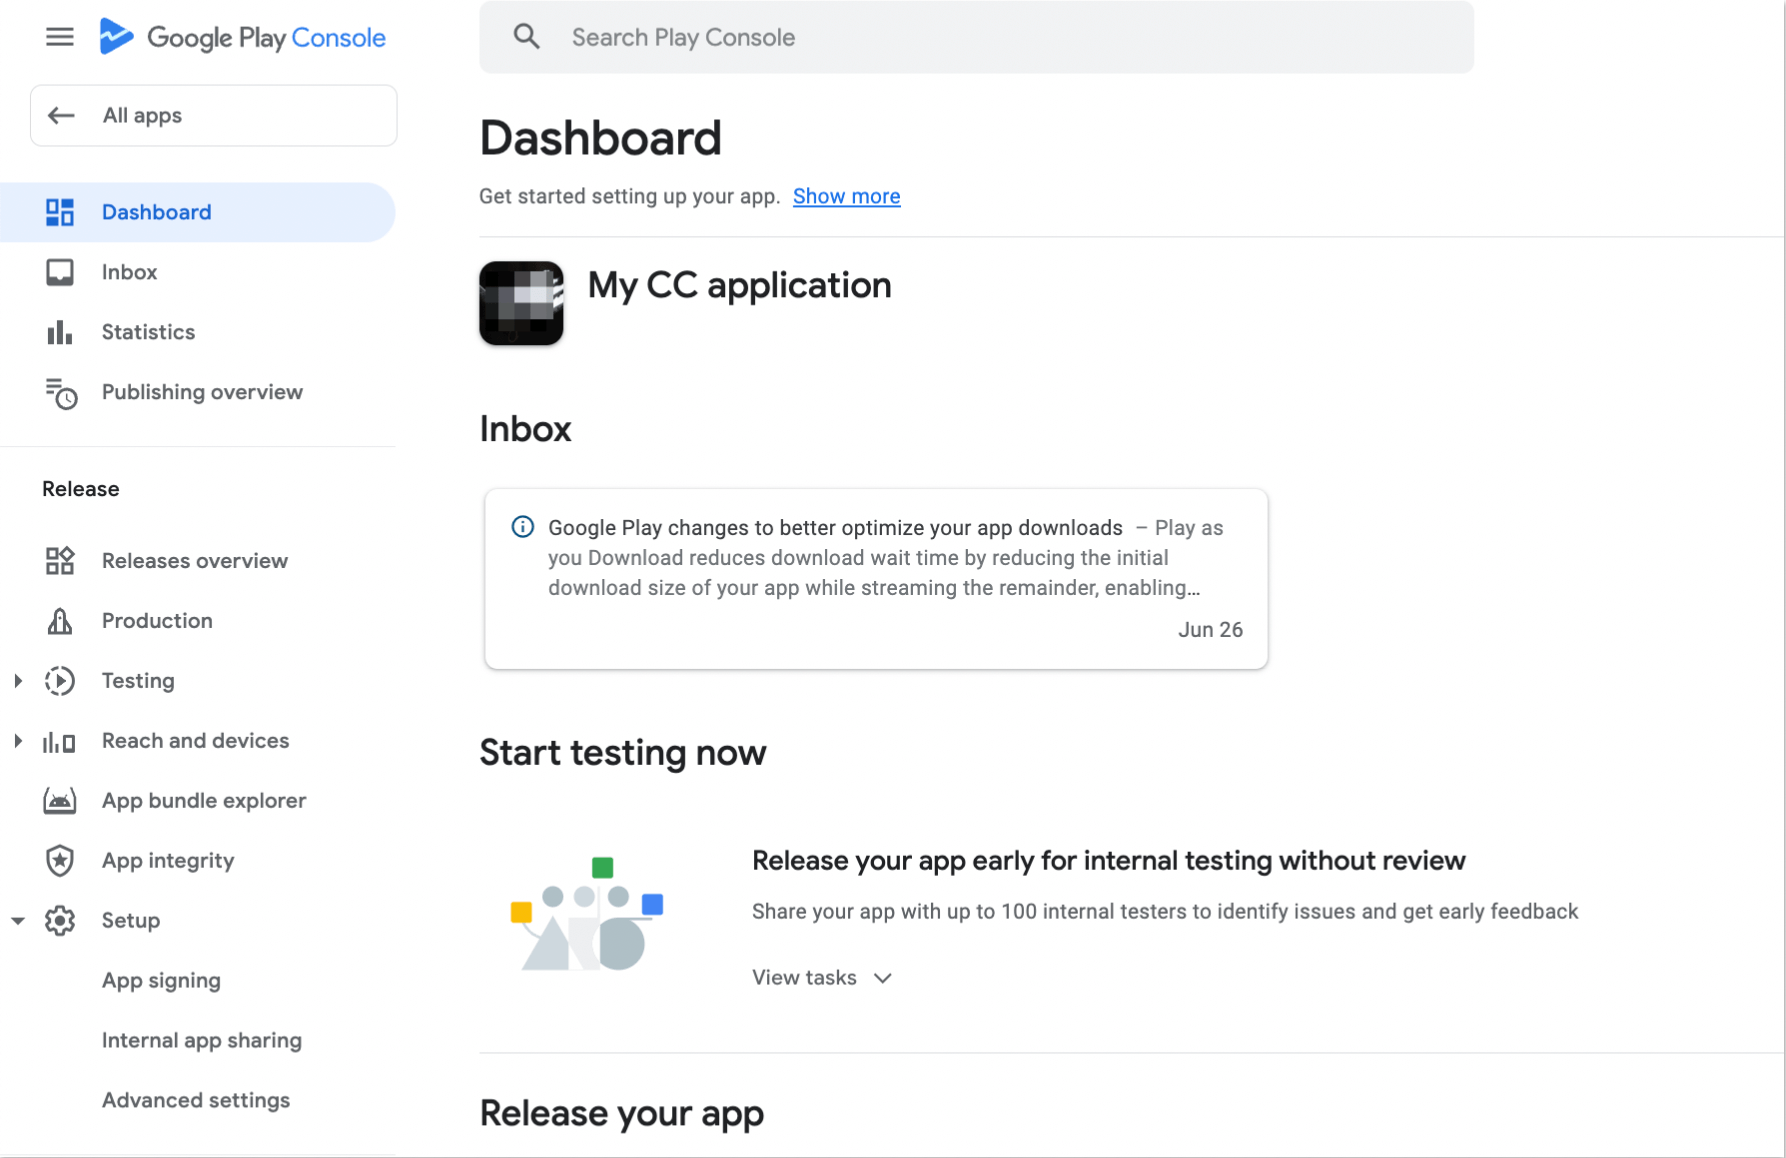 Google Play Console
Search Play Console
All apps
Dashboard
Inbox
Statistics
Publishing overview
Release
Releases overview
Production
Testing
Reach and devices
App bundle explorer
App integrity
Setup
App signing
Internal app sharing
Advanced settings
Dashboard
Get started setting up your app. Show more
My CC application
Inbox
Google Play changes to better optimize your app downloads – Play as
you Download reduces download wait time by reducing the initial
download size of your app while streaming the remainder, enabling…
Jun 26
Start testing now
Release your app early for internal testing without review
Share your app with up to 100 internal testers to identify issues and get early feedback
View tasks
Release your app